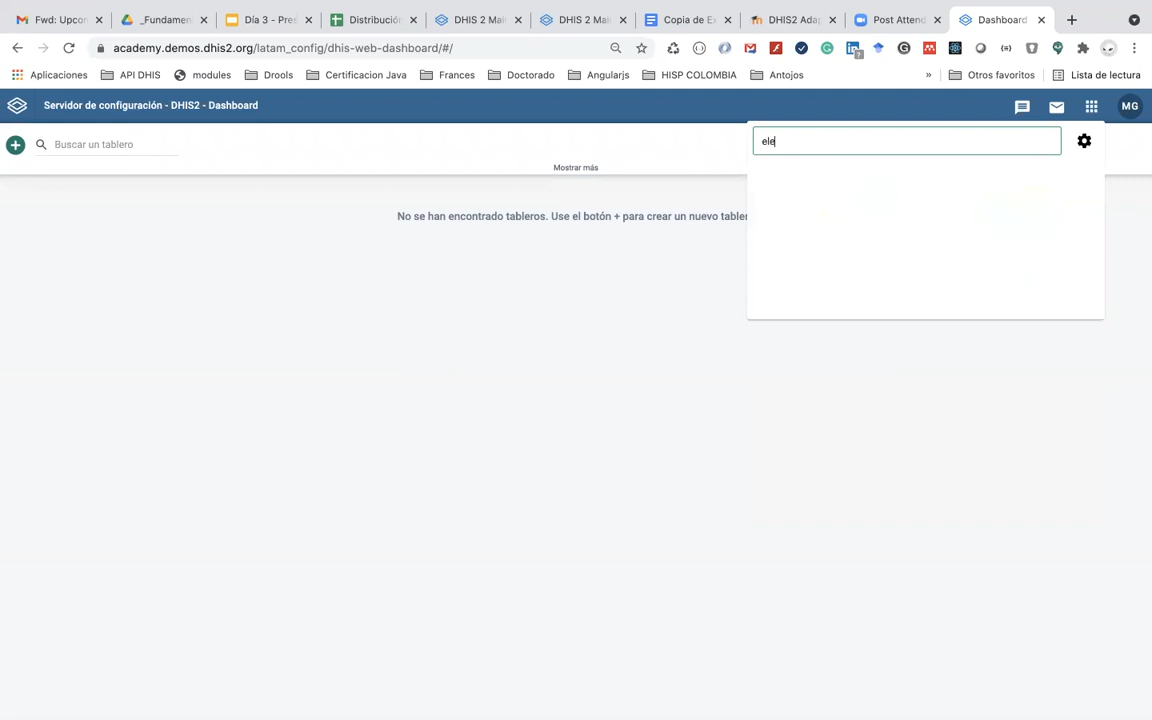 Fwd: Upcon
_Fundamen
Día 3 - Pres
Distribución
DHIS 2 Mai
DHIS 2 Mai
Copia de Ex
DHIS2 Adap
Post Attend
Dashboard
academy.demos.dhis2.org/latam_config/dhis-web-dashboard/#/
Aplicaciones
API DHIS
modules
Drools
Certificacion Java
Frances
Doctorado
Angularjs
HISP COLOMBIA
Antojos
»
Otros favoritos
Lista de lectura
Servidor de configuración - DHIS2 - Dashboard
MG
Buscar un tablero
ele
Mostrar más
No se han encontrado tableros. Use el botón + para crear un nuevo tabler